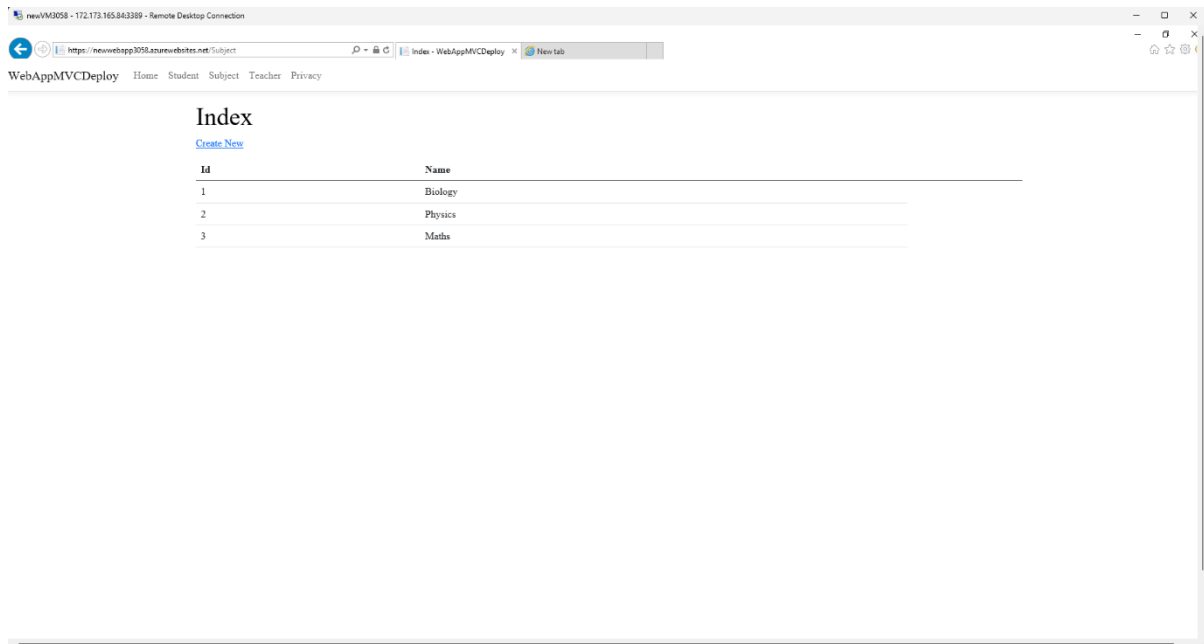 newVM3058 - 172.173.165.84:3389 - Remote Desktop Connection
https://newwebapp3058.azurewebsites.net/Subject
Index - WebAppMVCDeploy
New tab
WebAppMVCDeploy Home Student Subject Teacher Privacy
Index
Create New
Id Name
1 Biology
2 Physics
3 Maths